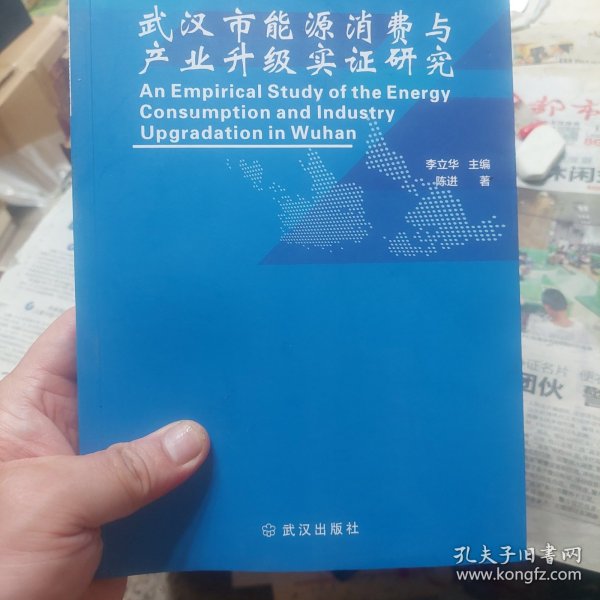 武汉市能源消费与
产业升级实证研究
An Empirical Study of the Energy
Consumption and Industry
Upgradation in Wuhan
李立华 主编
陈进 著
武汉出版社
团伙
孔夫子旧书网
www.kongfz.com